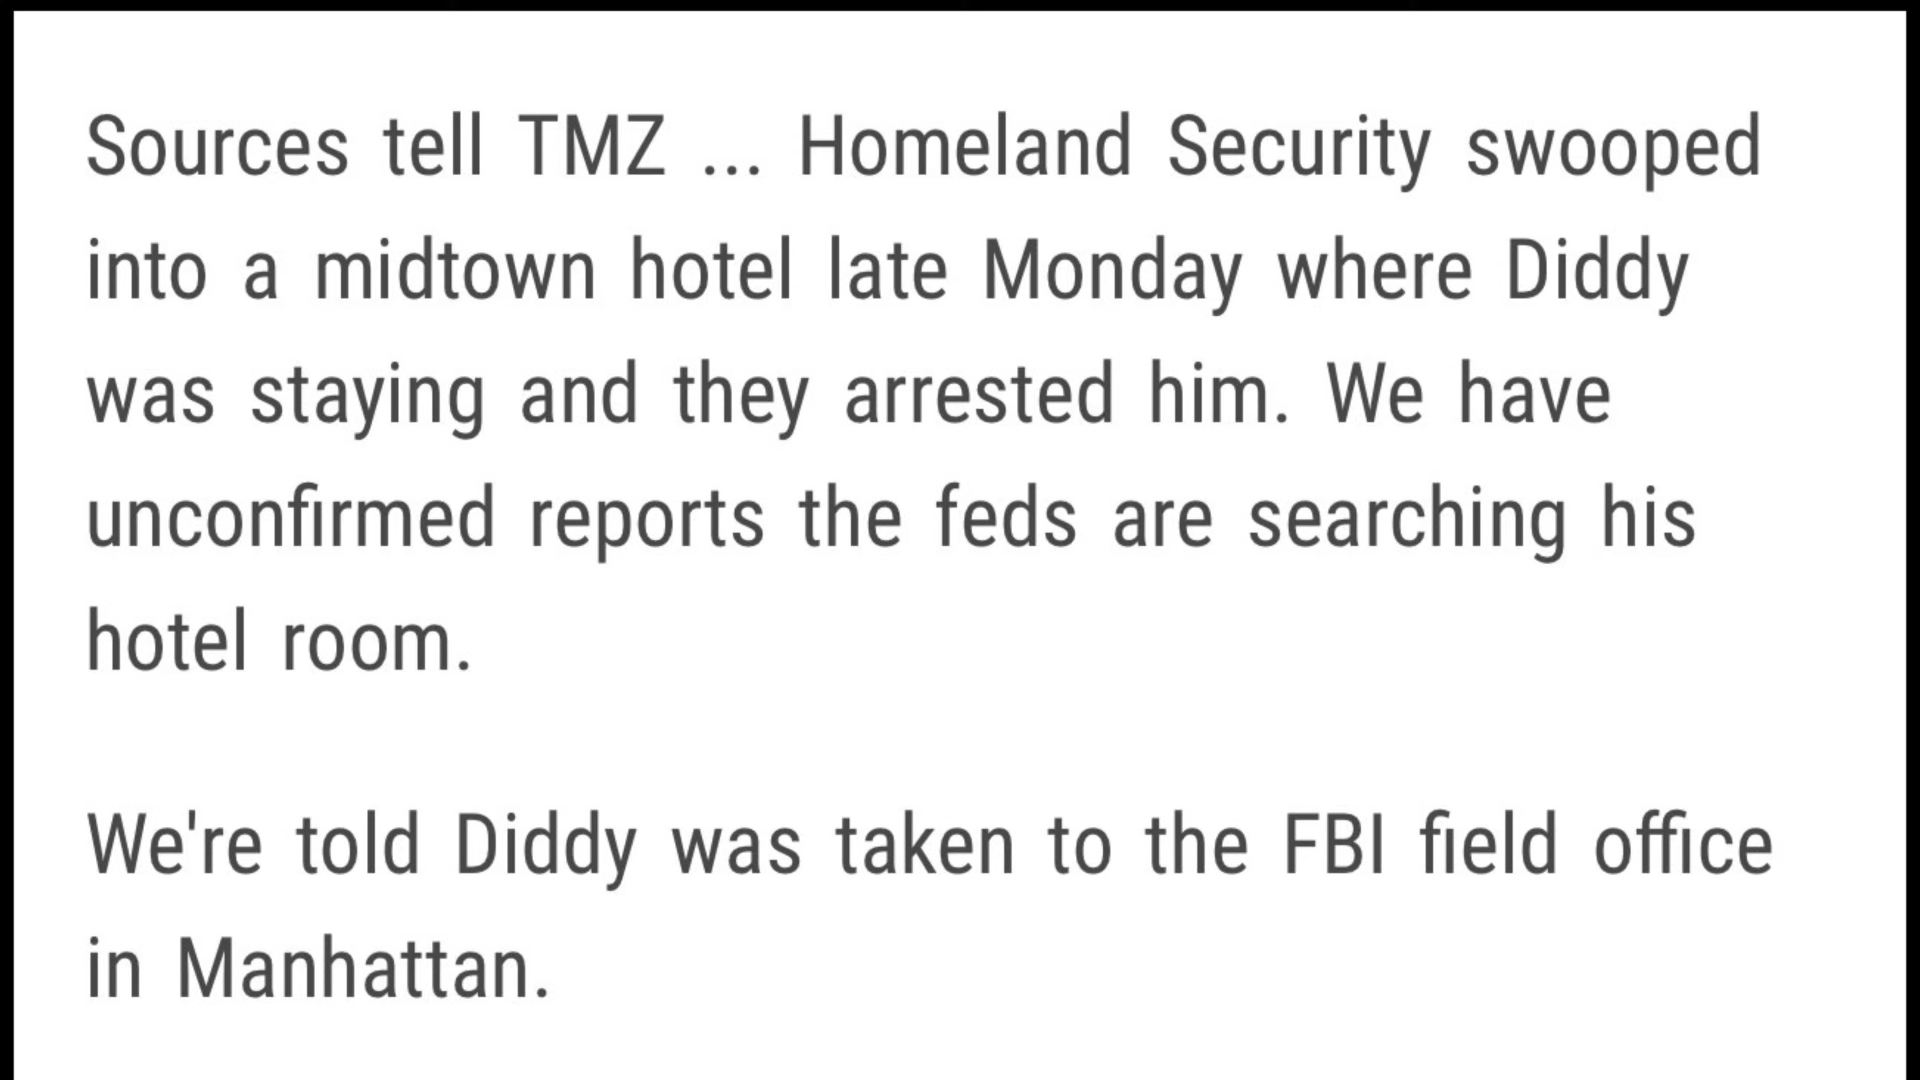 Sources tell TMZ ... Homeland Security swooped
into a midtown hotel late Monday where Diddy
was staying and they arrested him. We have
unconfirmed reports the feds are searching his
hotel room.
We're told Diddy was taken to the FBI field office
in Manhattan.